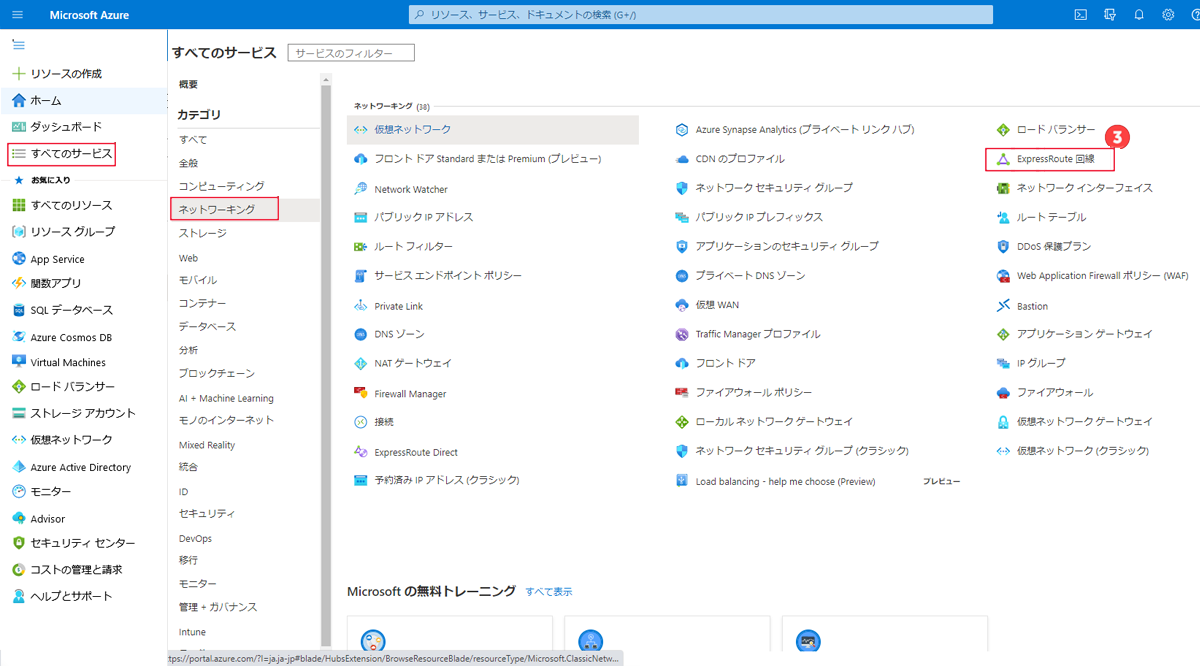 Microsoft Azure
リソース、サービス、ドキュメントの検索 (G+/)
リソースの作成
ホーム
ダッシュボード
すべてのサービス
お気に入り
すべてのリソース
リソース グループ
App Service
関数アプリ
SQL データベース
Azure Cosmos DB
Virtual Machines
ロード バランサー
ストレージ アカウント
仮想ネットワーク
Azure Active Directory
モニター
Advisor
セキュリティ センター
コストの管理と請求
ヘルプとサポート
すべてのサービス
サービスのフィルター
概要
カテゴリ
すべて
全般
コンピューティング
ネットワーキング
ストレージ
Web
モバイル
コンテナー
データベース
分析
ブロックチェーン
AI + Machine Learning
モノのインターネット
Mixed Reality
統合
ID
セキュリティ
DevOps
移行
モニター
管理 + ガバナンス
Intune
ネットワーキング (38)
仮想ネットワーク
Azure Synapse Analytics (プライベート リンク ハブ)
ロード バランサー
3
フロント ドア Standard または Premium (プレビュー)
CDN のプロファイル
ExpressRoute 回線
Network Watcher
ネットワーク セキュリティ グループ
ネットワーク インターフェイス
パブリック IP アドレス
パブリック IP プレフィックス
ルート テーブル
ルート フィルター
アプリケーションのセキュリティ グループ
DDoS 保護プラン
サービス エンドポイント ポリシー
プライベート DNS ゾーン
Web Application Firewall ポリシー (WAF)
Private Link
仮想 WAN
Bastion
DNS ゾーン
Traffic Manager プロファイル
アプリケーション ゲートウェイ
NAT ゲートウェイ
フロント ドア
IP グループ
Firewall Manager
ファイアウォール ポリシー
ファイアウォール
接続
ローカル ネットワーク ゲートウェイ
仮想ネットワーク ゲートウェイ
ExpressRoute Direct
ネットワーク セキュリティ グループ (クラシック)
仮想ネットワーク (クラシック)
予約済み IP アドレス (クラシック)
Load balancing - help me choose (Preview)
プレビュー
Microsoft の無料トレーニング すべて表示
ttps://portal.azure.com/?l=ja.ja-jp#blade/HubsExtension/BrowseResourceBlade/resourceType/Microsoft.ClassicNetw...